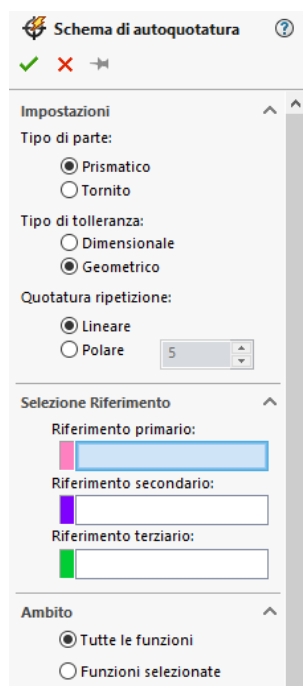 Schema di autoquotatura
Impostazioni
Tipo di parte:
Prismatico
Tornito
Tipo di tolleranza:
Dimensionale
Geometrico
Quotatura ripetizione:
Lineare
Polare 5
Selezione Riferimento
Riferimento primario:
Riferimento secondario:
Riferimento terziario:
Ambito
Tutte le funzioni
Funzioni selezionate